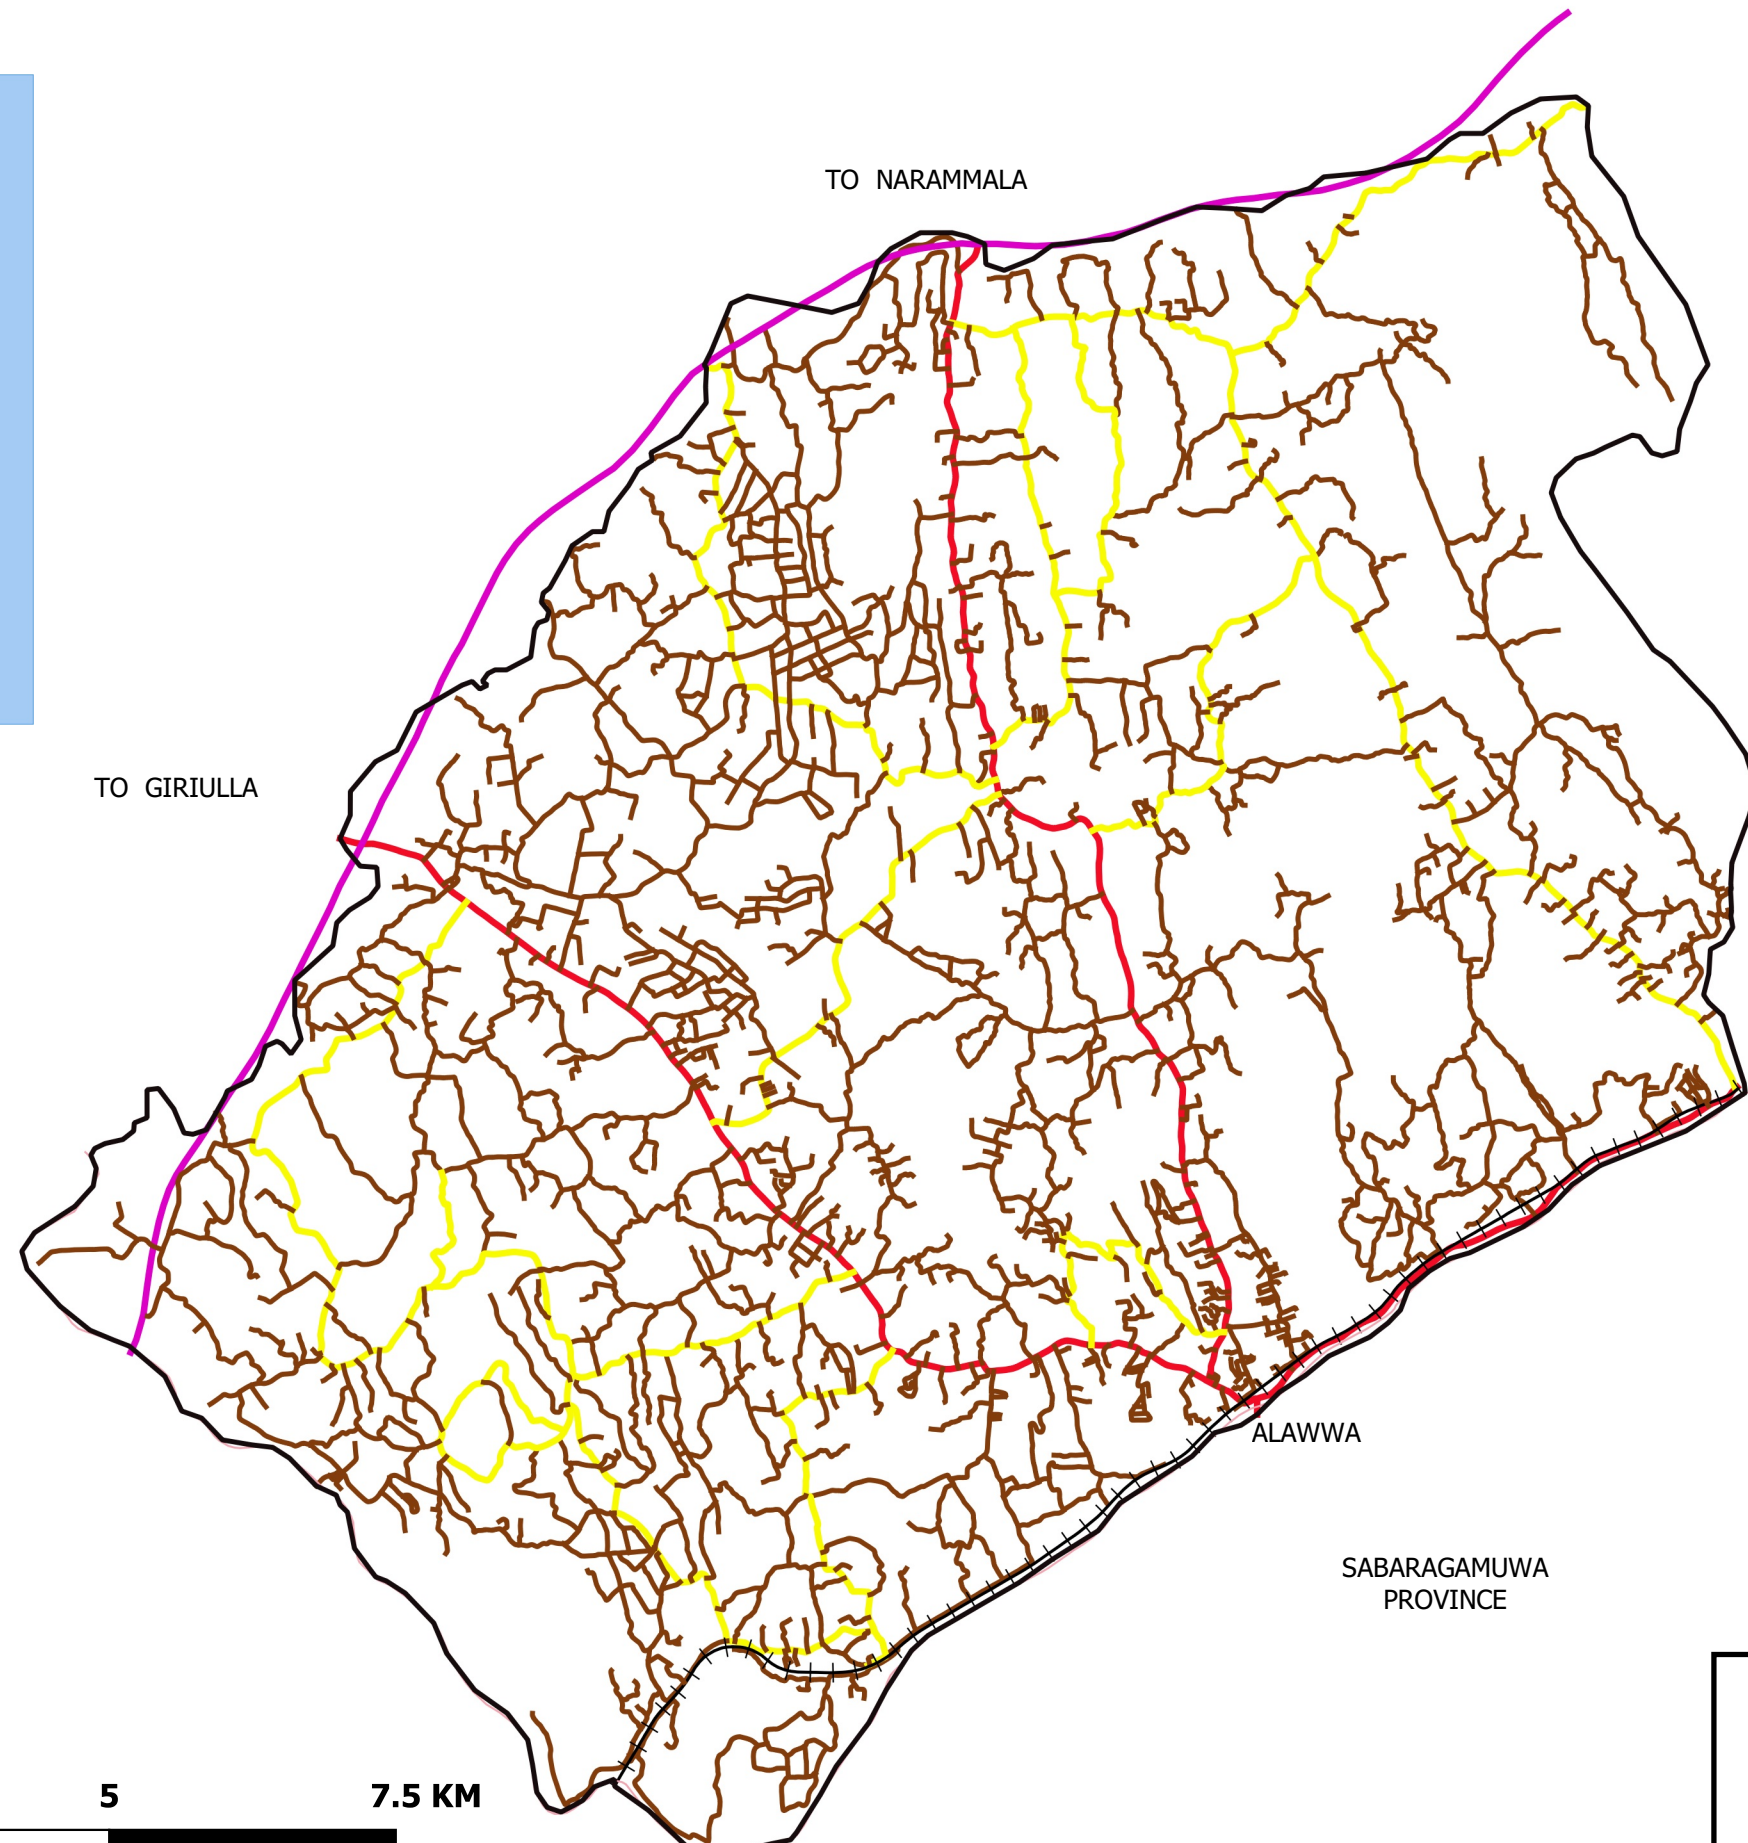 TO NARAMMALA
TO GIRIULLA
ALAWWA
SABARAGAMUWA
PROVINCE
5
7.5 KM